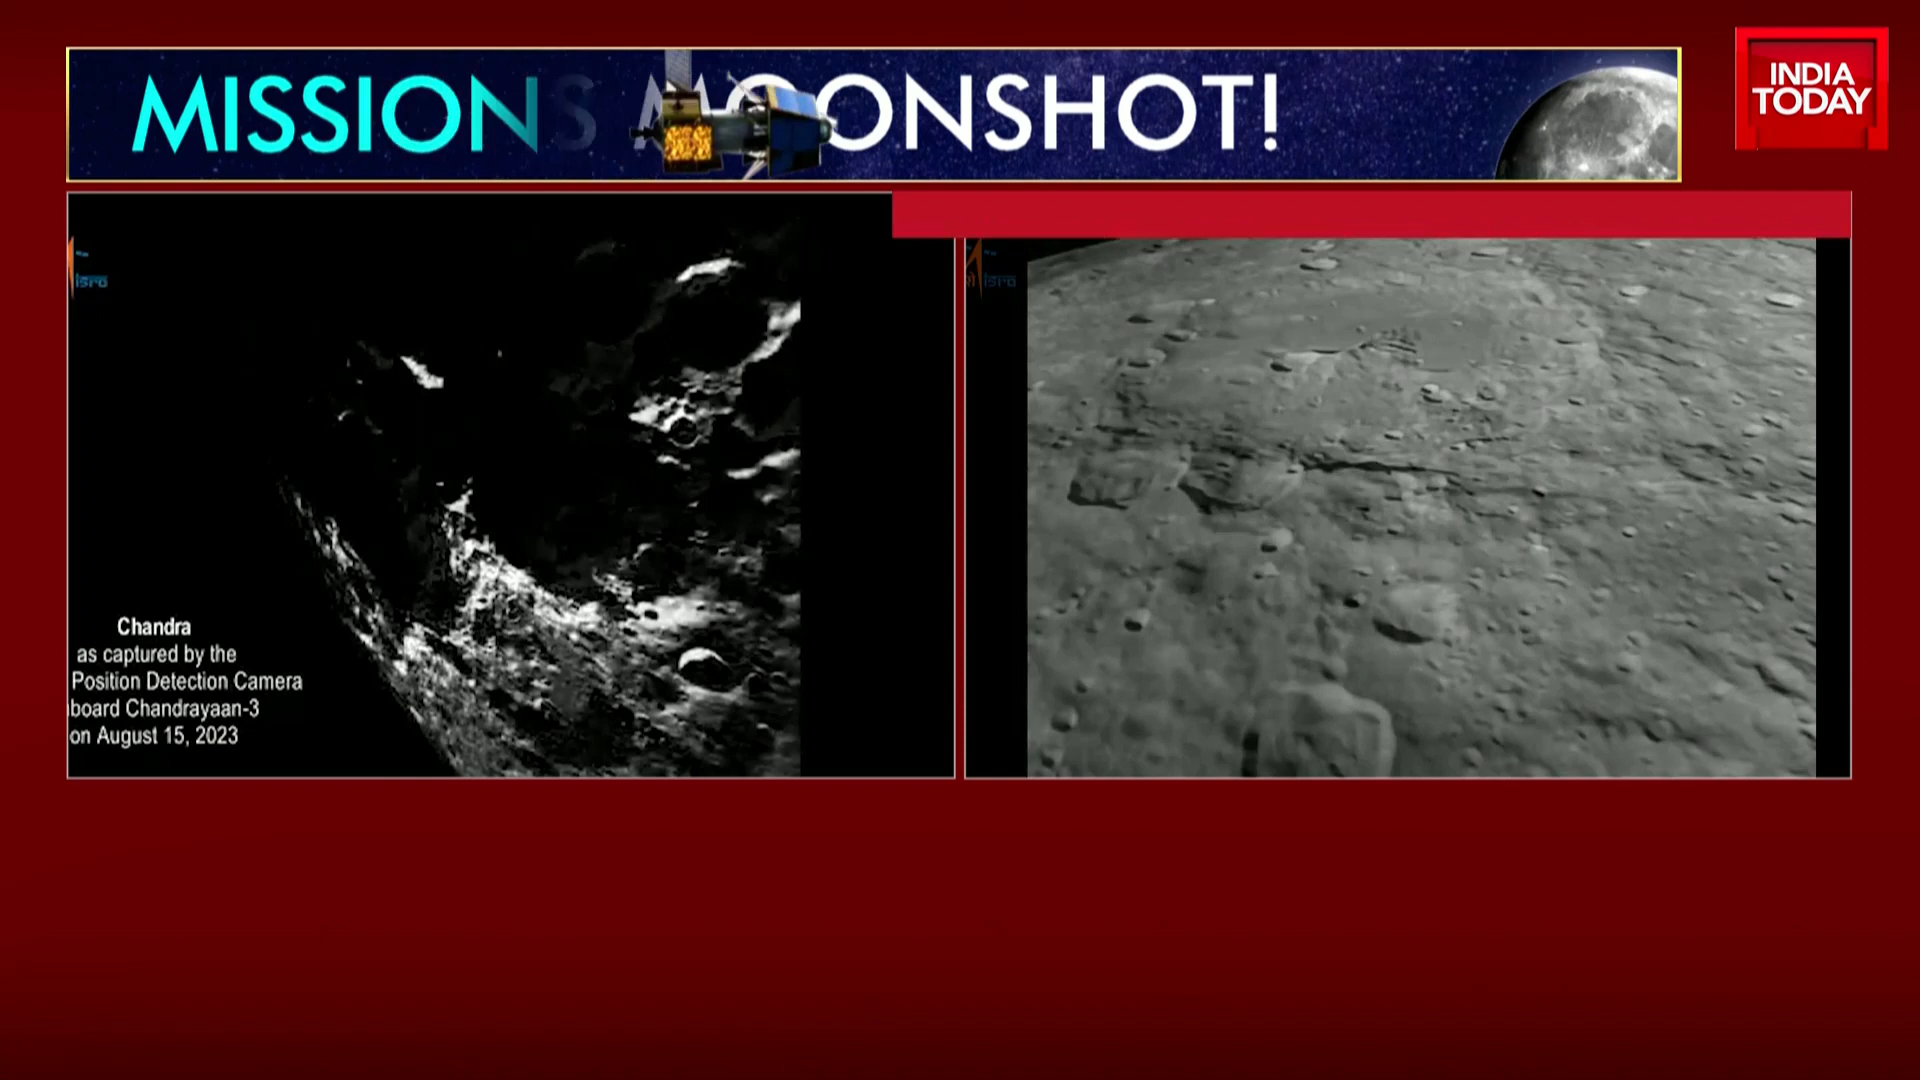 MISSION MOONSHOT!
INDIA
TODAY
isro
isro
Chandra
as captured by the
Position Detection Camera
board Chandrayaan-3
on August 15, 2023